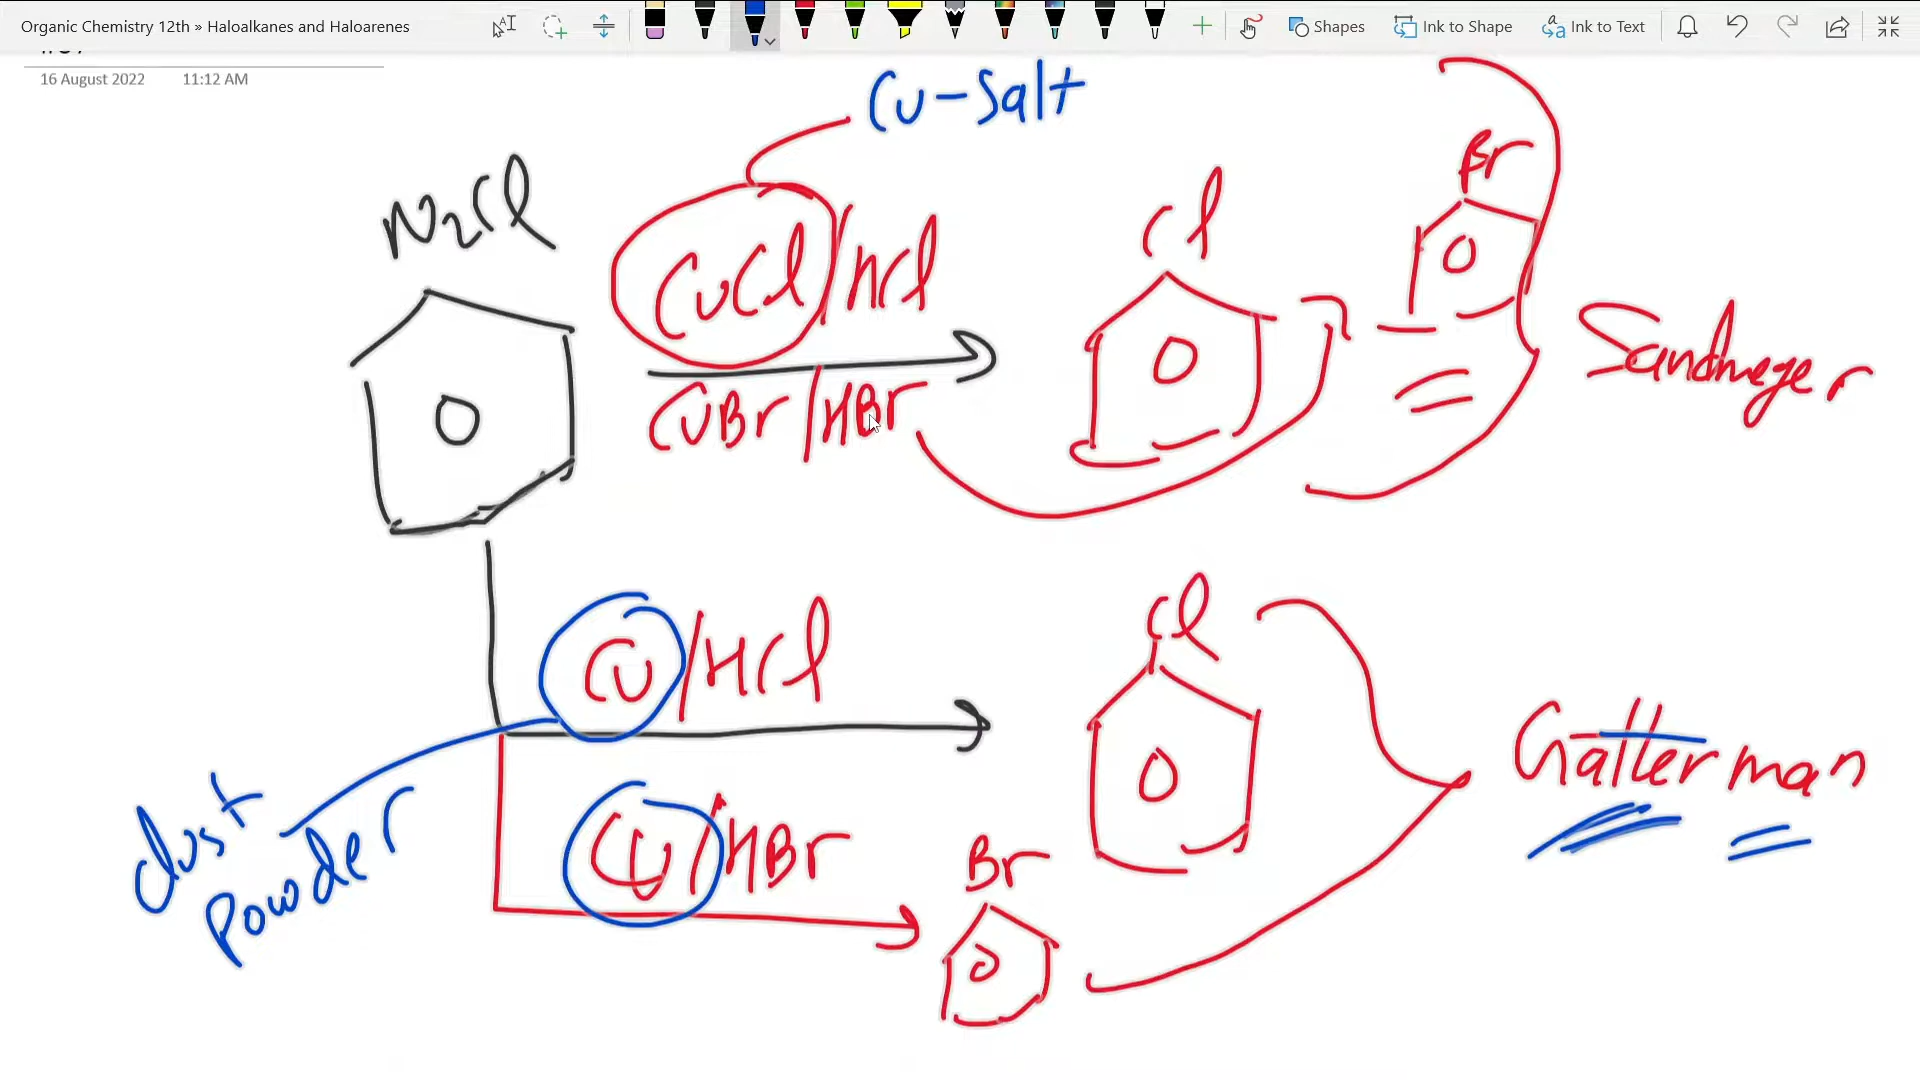 Organic Chemistry 12th » Haloalkanes and Haloarenes
Shapes
Ink to Shape
Ink to Text
16 August 2022 11:12 AM
Cu-Salt
Br
N2Cl
CuCl/HCl
Cl
Sandmeyer
CuBr/HBr
Cl
Cu/HCl
Gatterman
dust
powder
Cu/HBr
Br